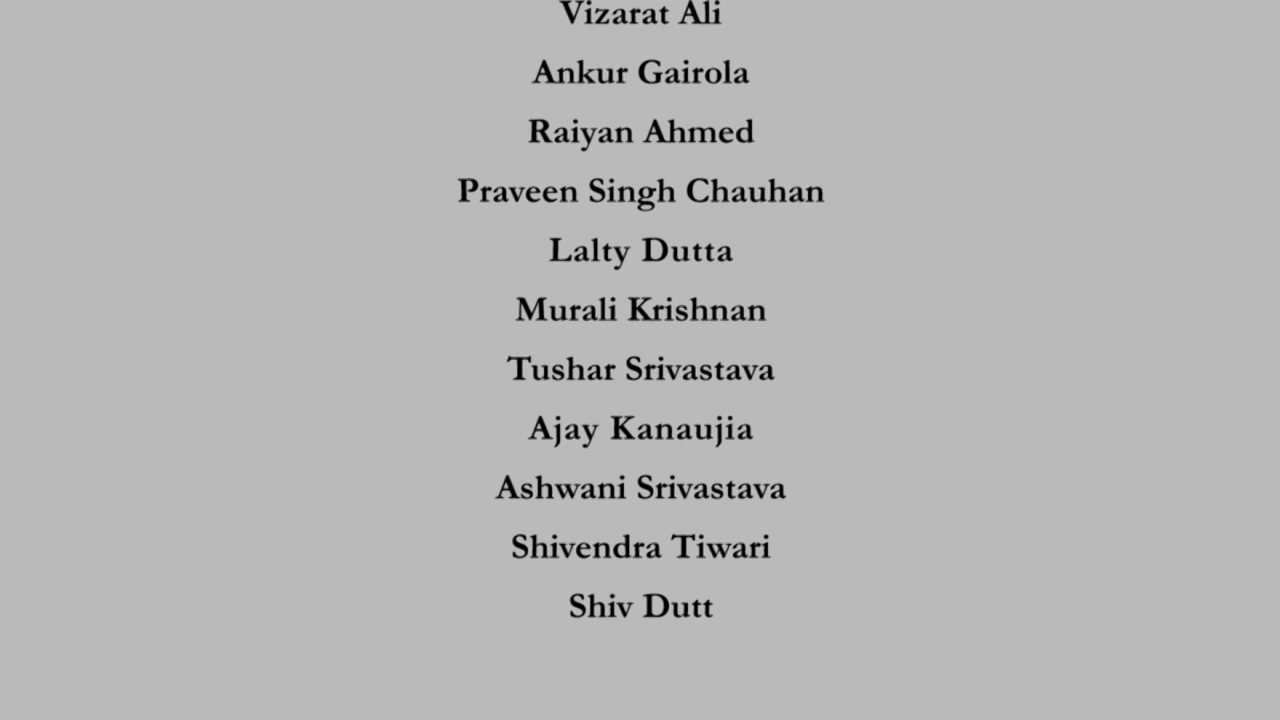 Vizarat Ali
Ankur Gairola
Raiyan Ahmed
Praveen Singh Chauhan
Lalty Dutta
Murali Krishnan
Tushar Srivastava
Ajay Kanaujia
Ashwani Srivastava
Shivendra Tiwari
Shiv Dutt